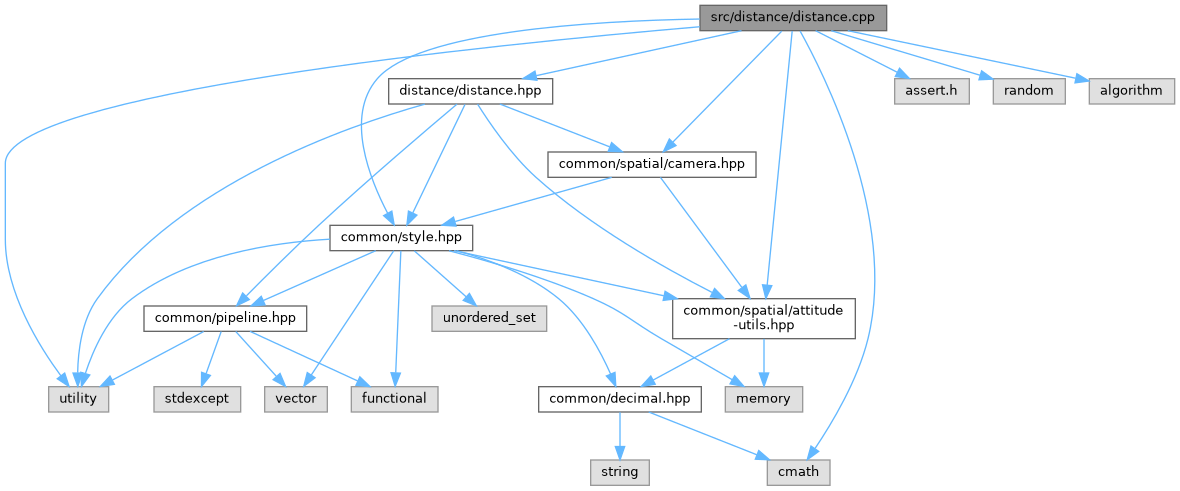 src/distance/distance.cpp
distance/distance.hpp
assert.h
random
algorithm
common/spatial/camera.hpp
common/style.hpp
common/pipeline.hpp
unordered_set
common/spatial/attitude
-utils.hpp
utility
stdexcept
vector
functional
common/decimal.hpp
memory
string
cmath